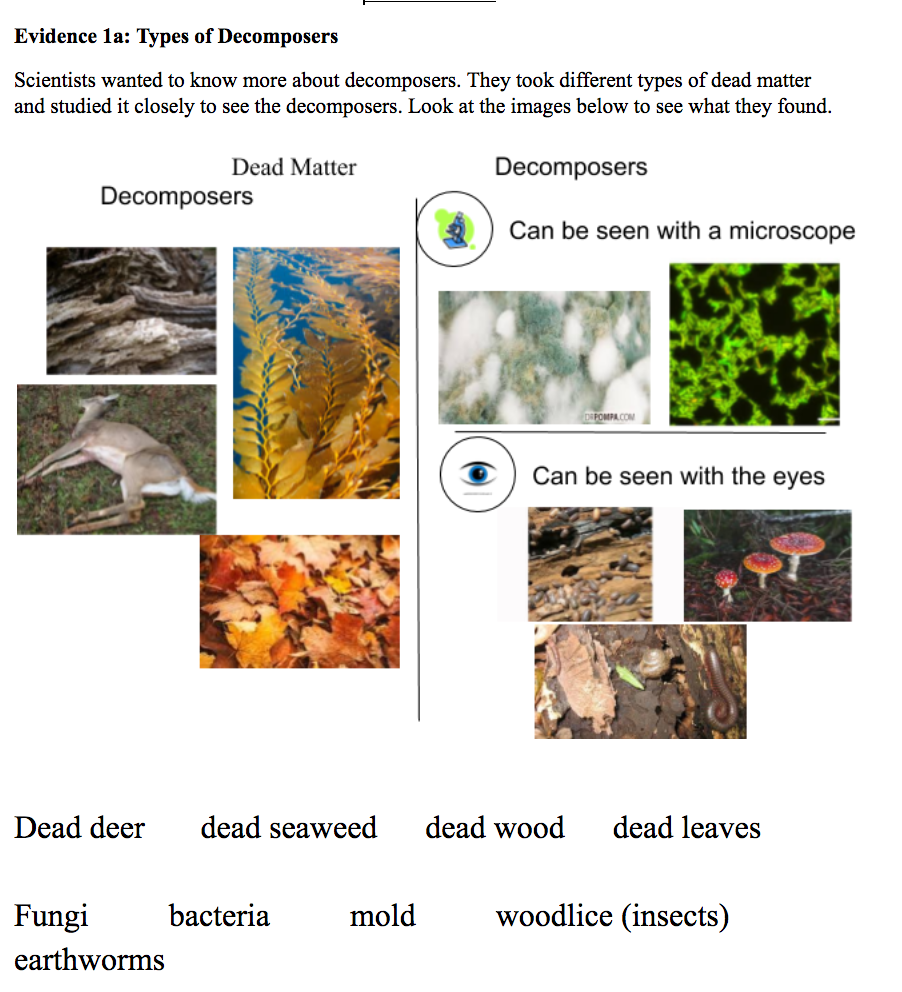 Evidence 1a: Types of Decomposers
Scientists wanted to know more about decomposers. They took different types of dead matter
and studied it closely to see the decomposers. Look at the images below to see what they found.
Dead Matter
Decomposers
Decomposers
Can be seen with a microscope
DRPOMPA.COM
Can be seen with the eyes
Dead deer dead seaweed dead wood dead leaves
Fungi bacteria mold woodlice (insects)
earthworms